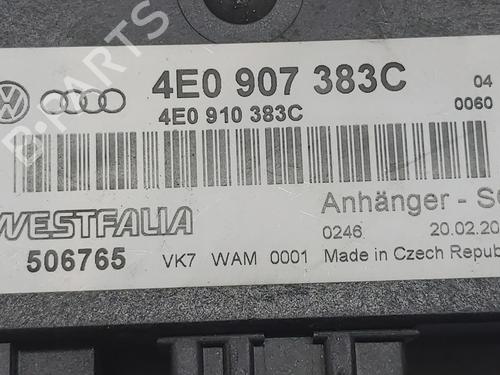 4E0 907 383C
04
4E0 910 383C
0060
WESTFALIA
Anhänger -
0246 20.02.20
506765 VK7 WAM 0001 Made in Czech
B-PARTS